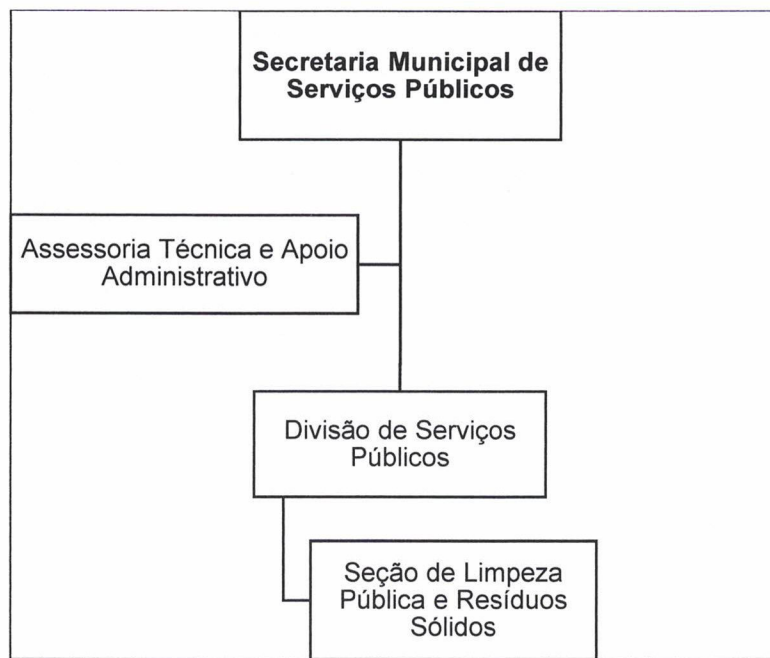 Secretaria Municipal de
Serviços Públicos
Assessoria Técnica e Apoio
Administrativo
Divisão de Serviços
Públicos
Seção de Limpeza
Pública e Resíduos
Sólidos